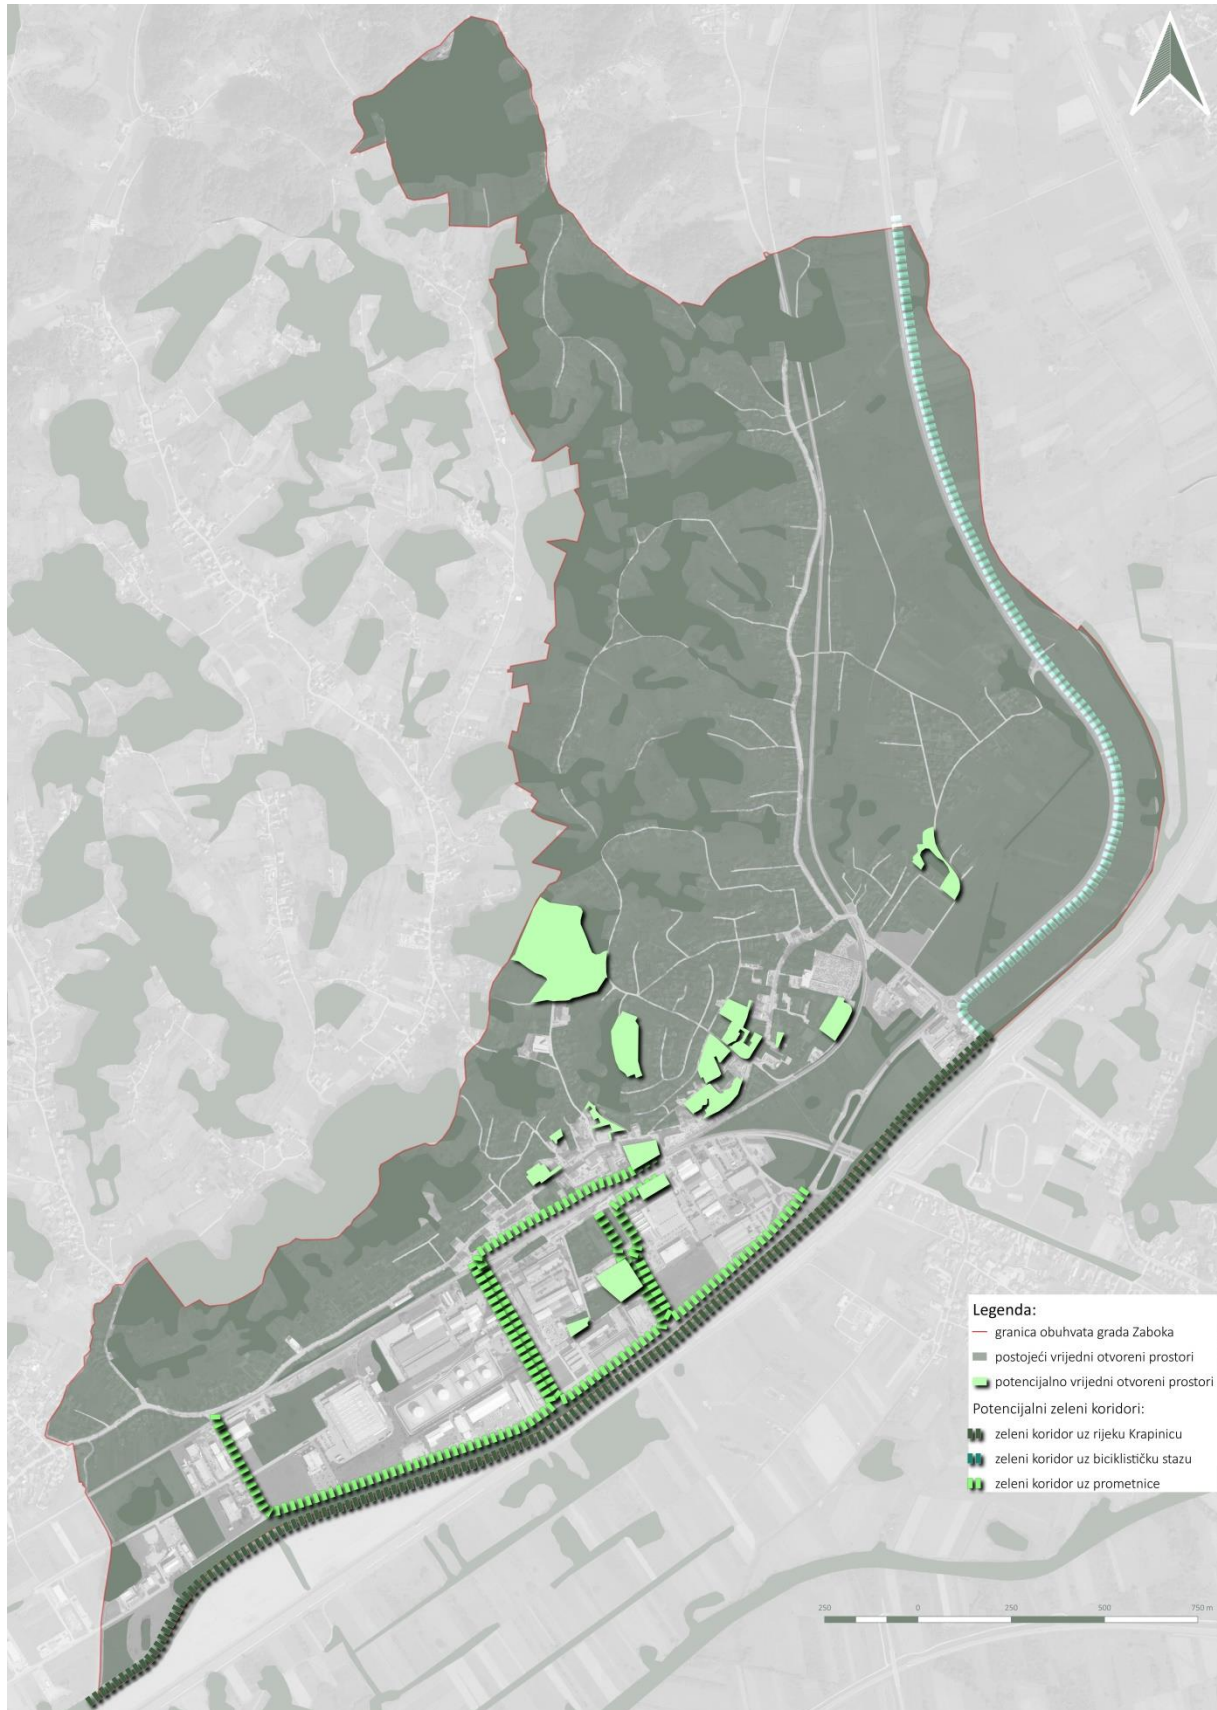 Legenda:
granica obuhvata grada Zaboka
postojeći vrijedni otvoreni prostori
potencijalno vrijedni otvoreni prostori
Potencijalni zeleni koridori:
zeleni koridor uz rijeku Krapinicu
zeleni koridor uz biciklističku stazu
zeleni koridor uz prometnice
250 0 250 500 750 m